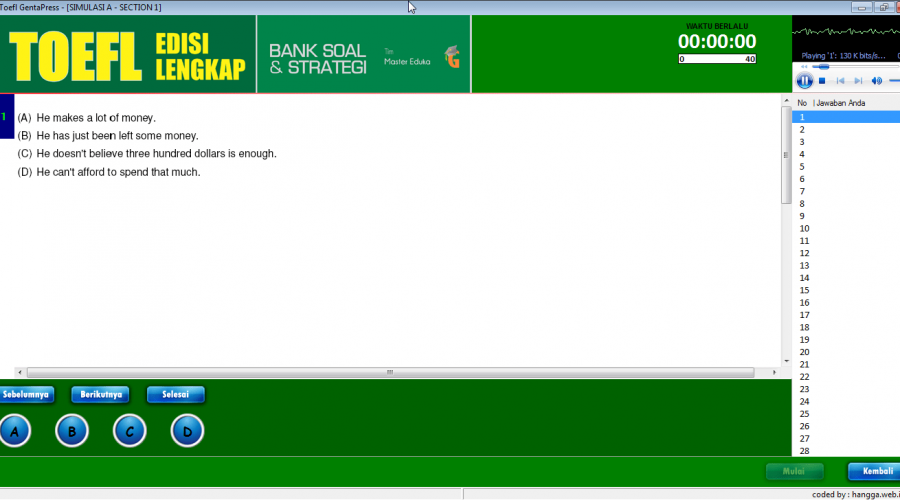 Toefl GentaPress - [SIMULASI A - SECTION 1]
TOEFL EDISI LENGKAP
BANK SOAL & STRATEGI
Tim
Master Eduka
WAKTU BERLALU
00:00:00
0 40
Playing '1': 130 K bits/s...
1
(A) He makes a lot of money.
(B) He has just been left some money.
(C) He doesn't believe three hundred dollars is enough.
(D) He can't afford to spend that much.
No Jawaban Anda
1
2
3
4
5
6
7
8
9
10
11
12
13
14
15
16
17
18
19
20
21
22
23
24
25
26
27
28
Sebelumnya Berikutnya Selesai
A B C D
Mulai Kembali
coded by : hangga.web.i